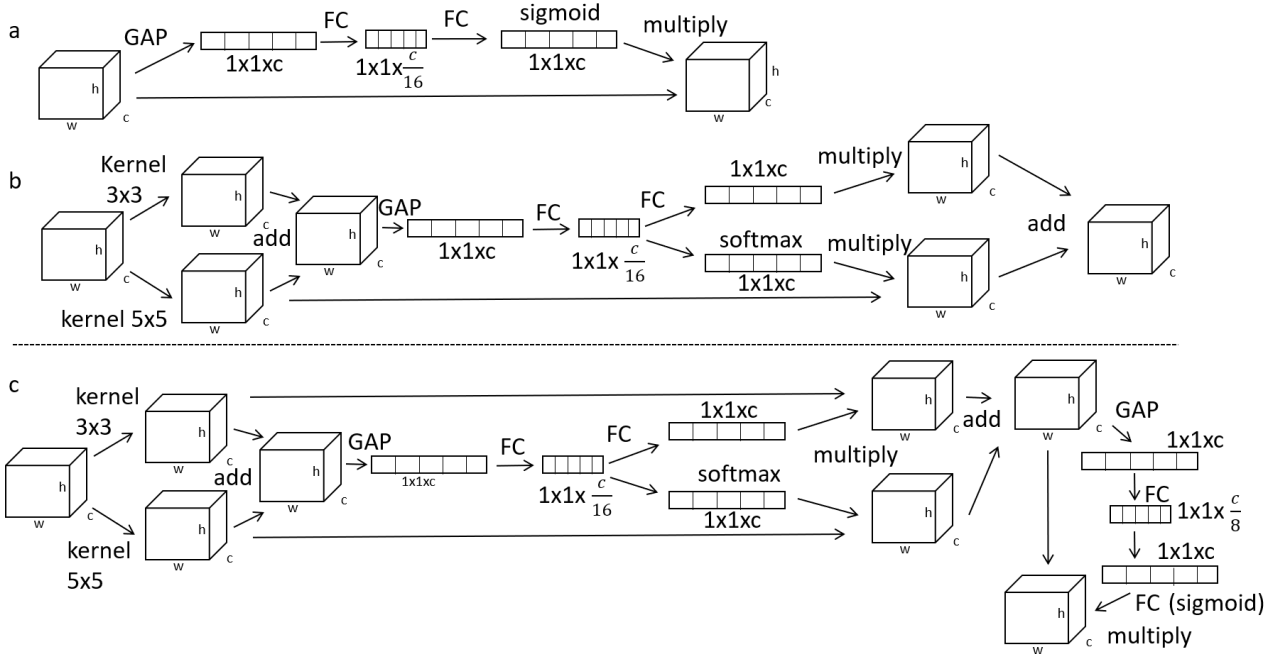 a
GAP
FC
FC
sigmoid
multiply
1x1xc
1x1x c/16
1x1xc
h
w
c
h
w
c
b
Kernel
3x3
kernel 5x5
h
w
c
h
w
c
h
w
c
add
h
w
c
GAP
1x1xc
FC
1x1x c/16
FC
1x1xc
softmax
1x1xc
multiply
multiply
h
w
c
h
w
c
add
h
w
c
c
kernel
3x3
kernel
5x5
h
w
c
h
w
c
h
w
c
add
h
w
c
GAP
1x1xc
FC
1x1x c/16
FC
1x1xc
softmax
1x1xc
multiply
h
w
c
h
w
c
add
h
w
c
GAP
1x1xc
FC
1x1x c/8
1x1xc
FC (sigmoid)
multiply
h
w
c